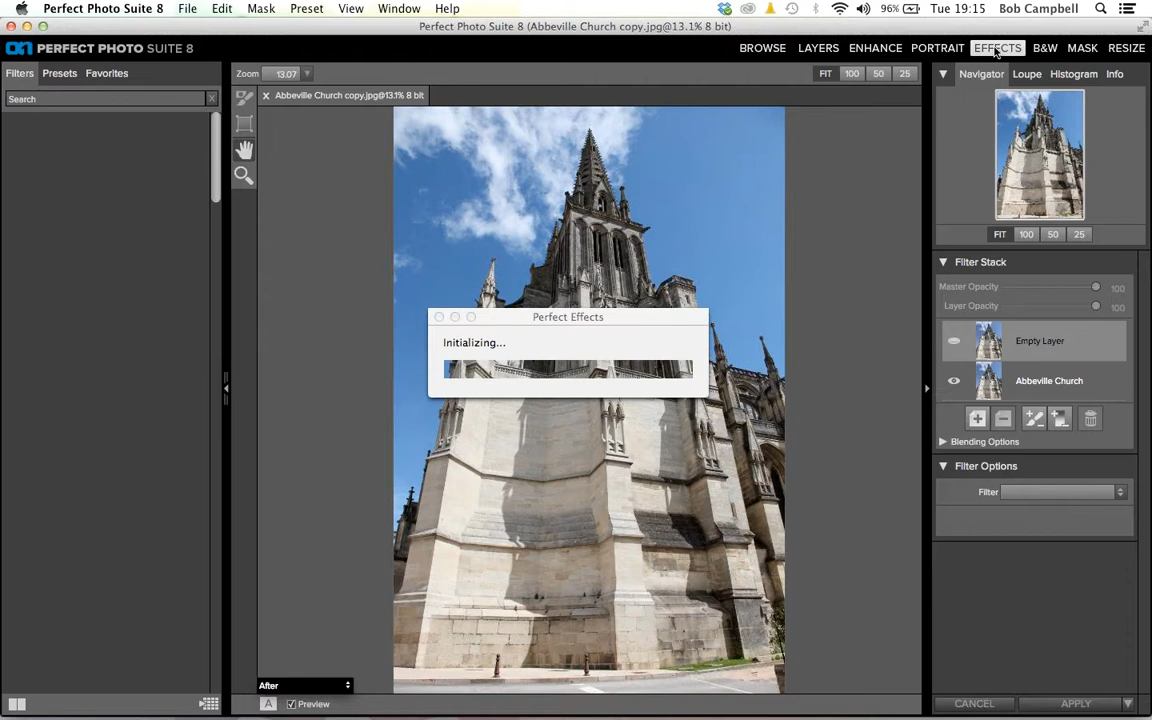 Perfect Photo Suite 8 File Edit Mask Preset View Window Help 96% Tue 19:15 Bob Campbell
Perfect Photo Suite 8 (Abbeville Church copy.jpg@13.1% 8 bit)
on PERFECT PHOTO SUITE 8 BROWSE LAYERS ENHANCE PORTRAIT EFFECTS B&W MASK RESIZE
Filters Presets Favorites Zoom 13.07 FIT 100 50 25 Navigator Loupe Histogram Info
Search x
Abbeville Church copy.jpg@13.1% 8 bit
FIT 100 50 25
Filter Stack
Master Opacity 100
Layer Opacity 100
Perfect Effects
Initializing...
Empty Layer
Abbeville Church
Blending Options
Filter Options
Filter
After
A Preview
CANCEL APPLY